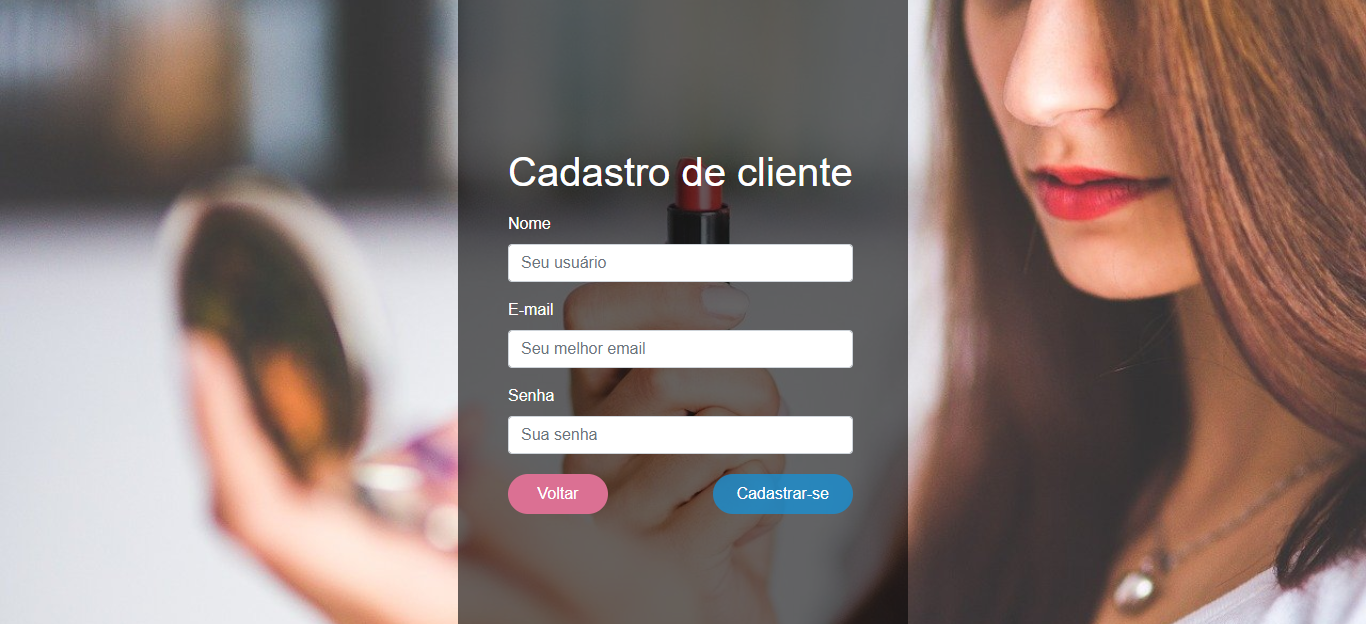 Cadastro de cliente
Nome
Seu usuário
E-mail
Seu melhor email
Senha
Sua senha
Voltar Cadastrar-se